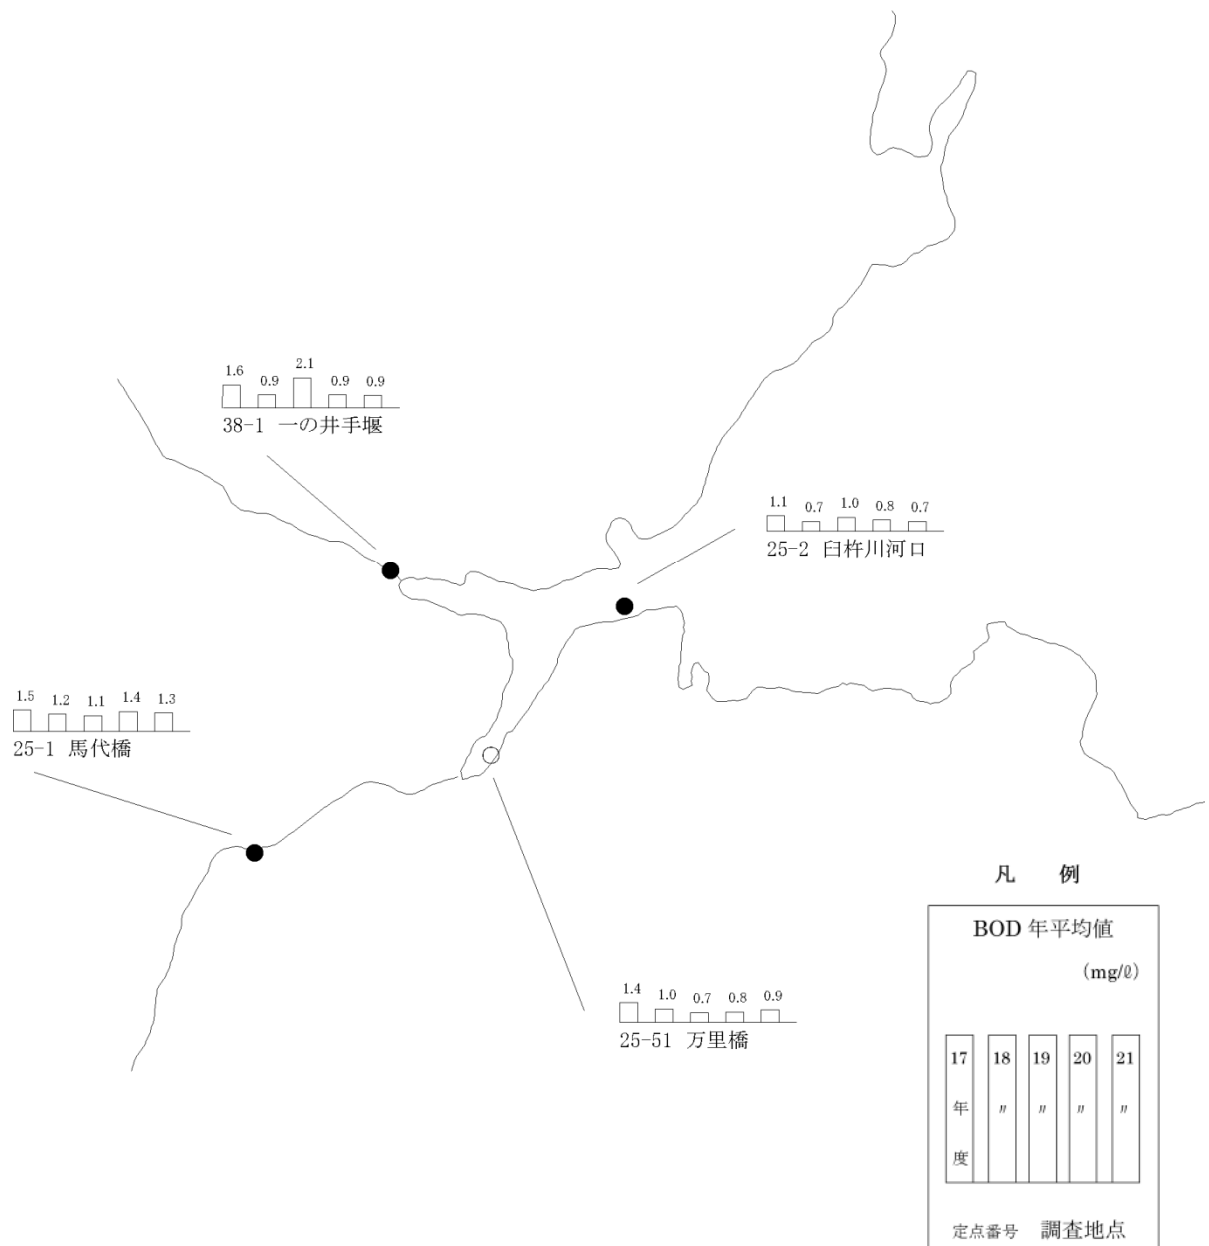 1.6 0.9 2.1 0.9 0.9
38-1 一の井手堰
1.1 0.7 1.0 0.8 0.7
25-2 臼杵川河口
1.5 1.2 1.1 1.4 1.3
25-1 馬代橋
1.4 1.0 0.7 0.8 0.9
25-51 万里橋
凡 例
BOD 年平均値
(mg/ℓ)
17 18 19 20 21
年 〃 〃 〃 〃
度
定点番号 調査地点